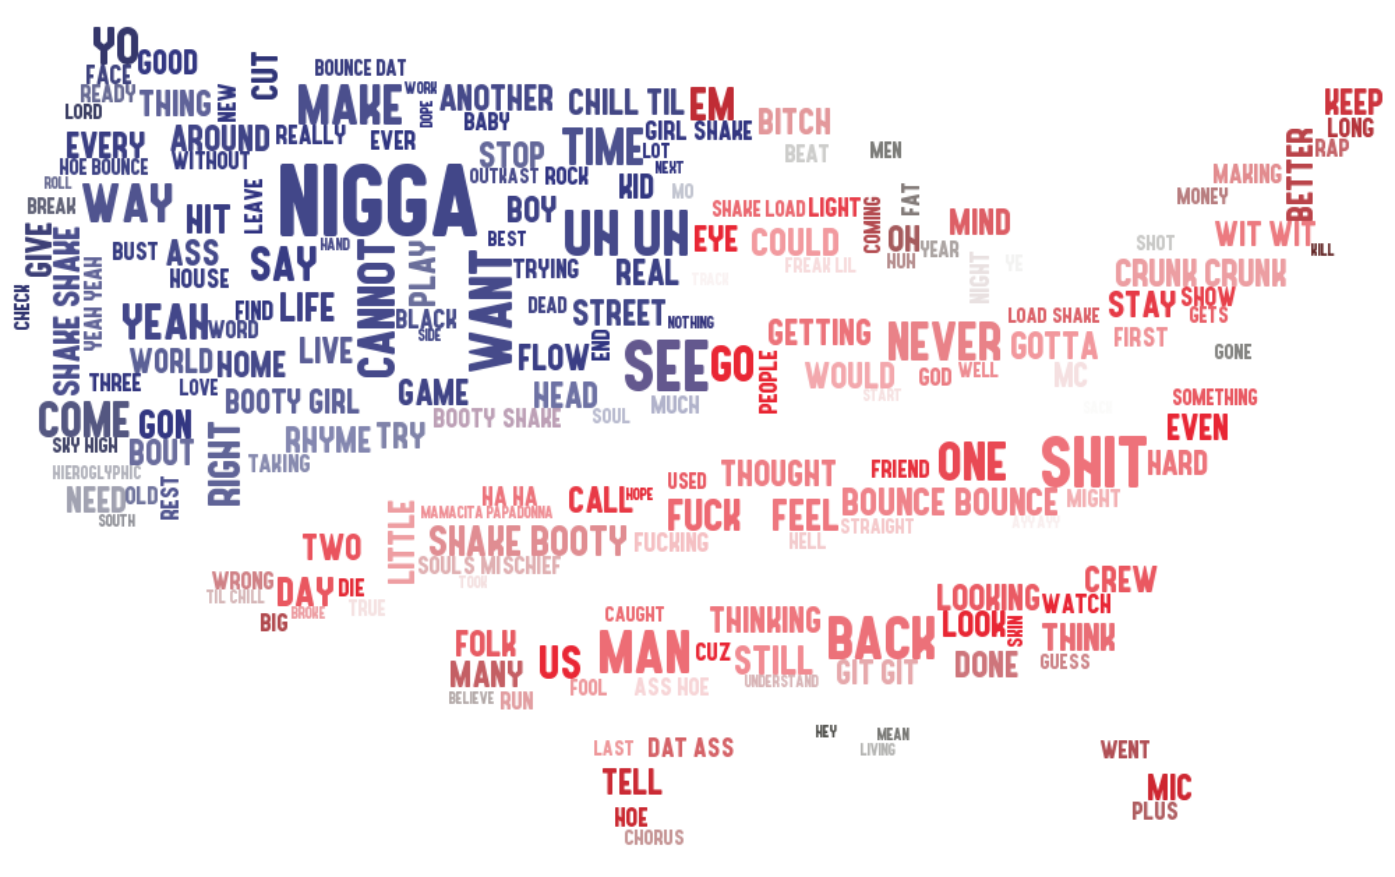 YO
GOOD
CUT
BOUNCE DAT
FACE
READY
THING
NEW
MAKE
WORK
DOPE
ANOTHER
CHILL TIL
EM
KEEP
LORD
BABY
BITCH
LONG
EVERY
AROUND
REALLY
EVER
TIME
GIRL SHAKE
BETTER
RAP
HOE BOUNCE
WITHOUT
STOP
LOT
BEAT
MEN
ROLL
OUTKAST
ROCK
NEXT
MAKING
BREAK
WAY
HIT
LEAVE
NIGGA
KID
MO
MONEY
BOY
SHAKE LOAD
LIGHT
COMING
FAT
MIND
GIVE
BUST
ASS
SAY
HAND
BEST
UH UH
EYE
COULD
OH
YEAR
SHOT
WIT WIT
KILL
SHAKE SHAKE
HOUSE
CANNOT
PLAY
WANT
TRYING
REAL
FREAK LIL
HUH
NIGHT
YE
CRUNK CRUNK
CHECK
YEAH YEAH
TRACK
YEAH
WORD
FIND
LIFE
BLACK
SIDE
DEAD
STREET
NOTHING
LOAD SHAKE
STAY
SHOW
GETS
WORLD
HOME
LIVE
FLOW
END
SEE
GO
PEOPLE
GETTING
NEVER
GOTTA
FIRST
GONE
THREE
LOVE
GAME
HEAD
WOULD
GOD
WELL
MC
BOOTY GIRL
MUCH
START
SOMETHING
COME
GON
BOOTY SHAKE
SOUL
EVEN
SKY HIGH
BOUT
RIGHT
RHYME
TRY
TAKING
THOUGHT
FRIEND
ONE
SHIT
HARD
HIEROGLYPHIC
NEED
OLD
REST
USED
SOUTH
HA HA
CALL
HOPE
BOUNCE BOUNCE
MIGHT
LITTLE
MAMACITA PAPADONNA
FUCK
FEEL
STRAIGHT
AYY AYY
TWO
SHAKE BOOTY
FUCKING
HELL
SOUL'S MISCHIEF
WRONG
DAY
DIE
TOOH
CREW
TIL CHILL
BROKE
TRUE
LOOKING
WATCH
BIG
CAUGHT
THINKING
BACK
LOOK
SKIN
THINK
FOLK
US
MAN
CUZ
STILL
GIT GIT
DONE
GUESS
MANY
FOOL
ASS HOE
UNDERSTAND
BELIEVE
RUN
HEY
MEAN
LAST
DAT ASS
LIVING
WENT
TELL
MIC
HOE
PLUS
CHORUS